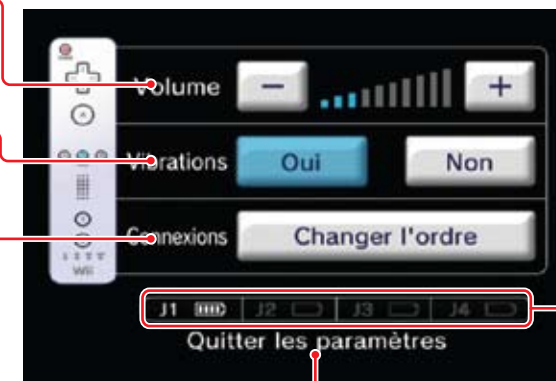 Volume − +
Vibrations Oui Non
Connexions Changer l'ordre
Wii
J1 J2 J3 J4
Quitter les paramètres